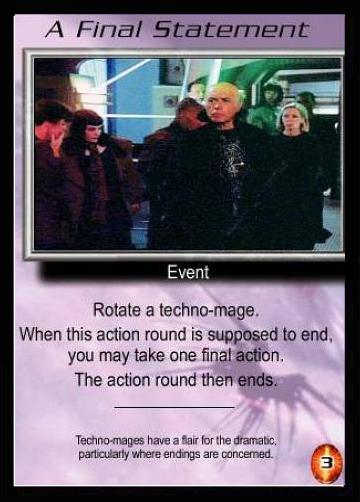 A Final Statement
Event
Rotate a techno-mage.
When this action round is supposed to end,
you may take one final action.
The action round then ends.
Techno-mages have a flair for the dramatic,
particularly where endings are concerned.
3